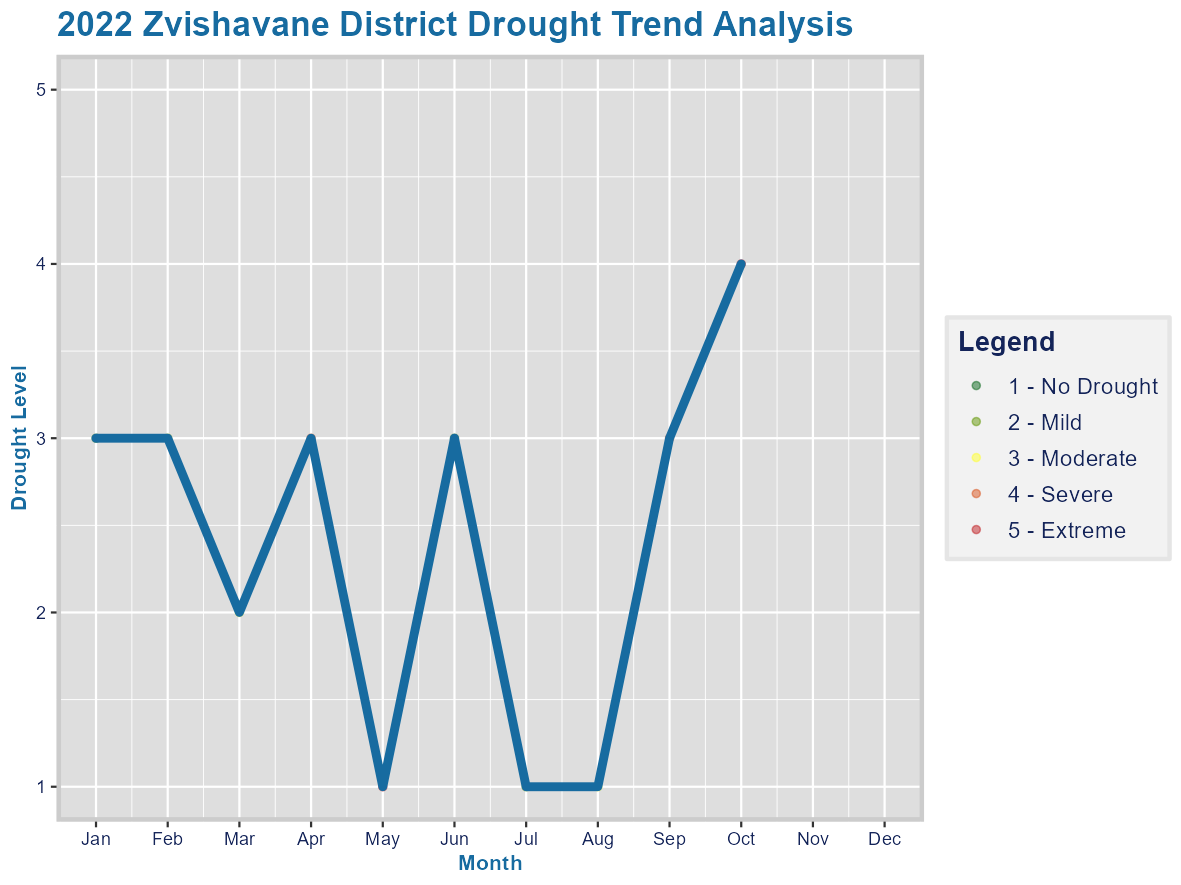 2022 Zvishavane District Drought Trend Analysis
Drought Level
5
4
3
2
1
Jan Feb Mar Apr May Jun Jul Aug Sep Oct Nov Dec
Month
Legend
1 - No Drought
2 - Mild
3 - Moderate
4 - Severe
5 - Extreme